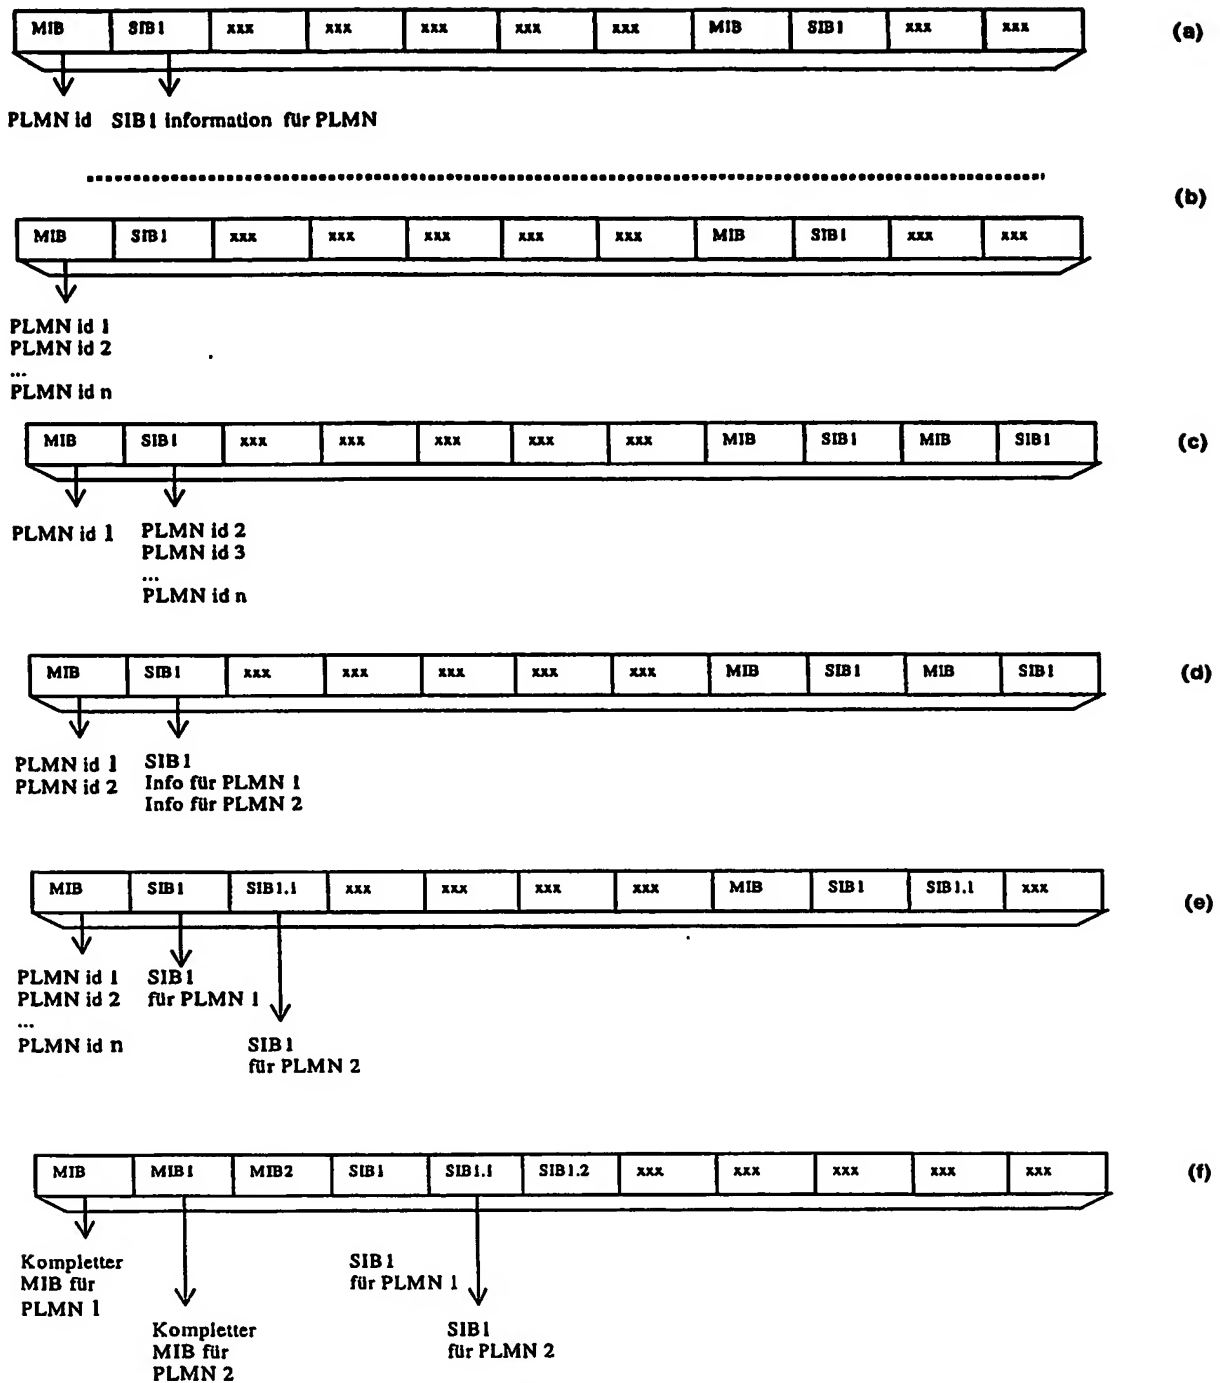 MIB SIB1 xxx xxx xxx xxx xxx MIB SIB1 xxx xxx (a)
PLMN id SIB1 information für PLMN
(b)
MIB SIB1 xxx xxx xxx xxx xxx MIB SIB1 xxx xxx
PLMN id 1
PLMN id 2
...
PLMN id n
MIB SIB1 xxx xxx xxx xxx xxx MIB SIB1 MIB SIB1 (c)
PLMN id 1 PLMN id 2
PLMN id 3
...
PLMN id n
MIB SIB1 xxx xxx xxx xxx xxx MIB SIB1 MIB SIB1 (d)
PLMN id 1 SIB1
PLMN id 2 Info für PLMN 1
Info für PLMN 2
MIB SIB1 SIB1.1 xxx xxx xxx xxx MIB SIB1 SIB1.1 xxx (e)
PLMN id 1 SIB1
PLMN id 2 für PLMN 1
...
PLMN id n SIB1
für PLMN 2
MIB MIB1 MIB2 SIB1 SIB1.1 SIB1.2 xxx xxx xxx xxx xxx (f)
Kompletter SIB1
MIB für für PLMN 1
PLMN 1
Kompletter SIB1
MIB für für PLMN 2
PLMN 2